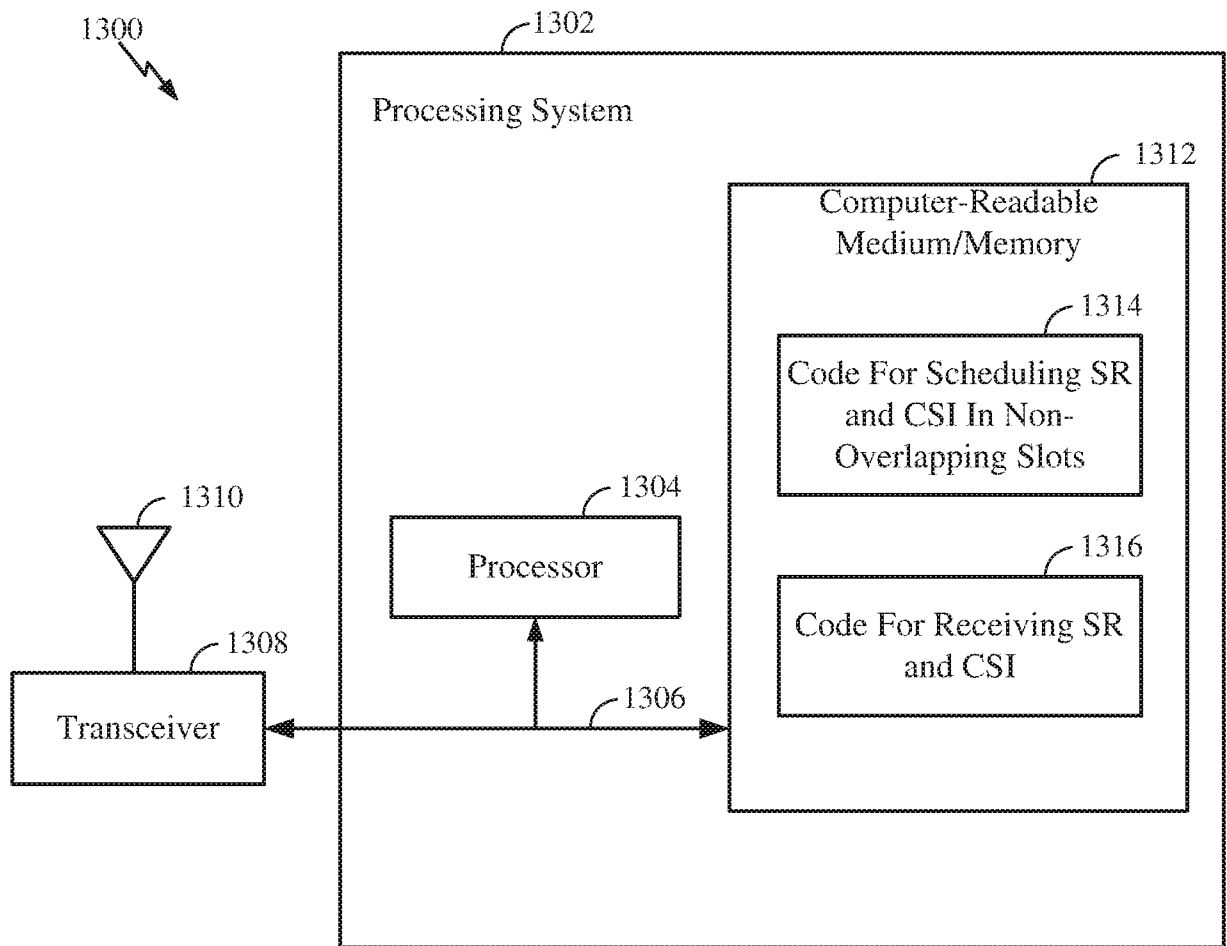 1300
1302
Processing System
1312
Computer-Readable
Medium/Memory
1314
Code For Scheduling SR
and CSI In Non-
Overlapping Slots
1310
1304
Processor
1316
Code For Receiving SR
and CSI
1308
Transceiver
1306